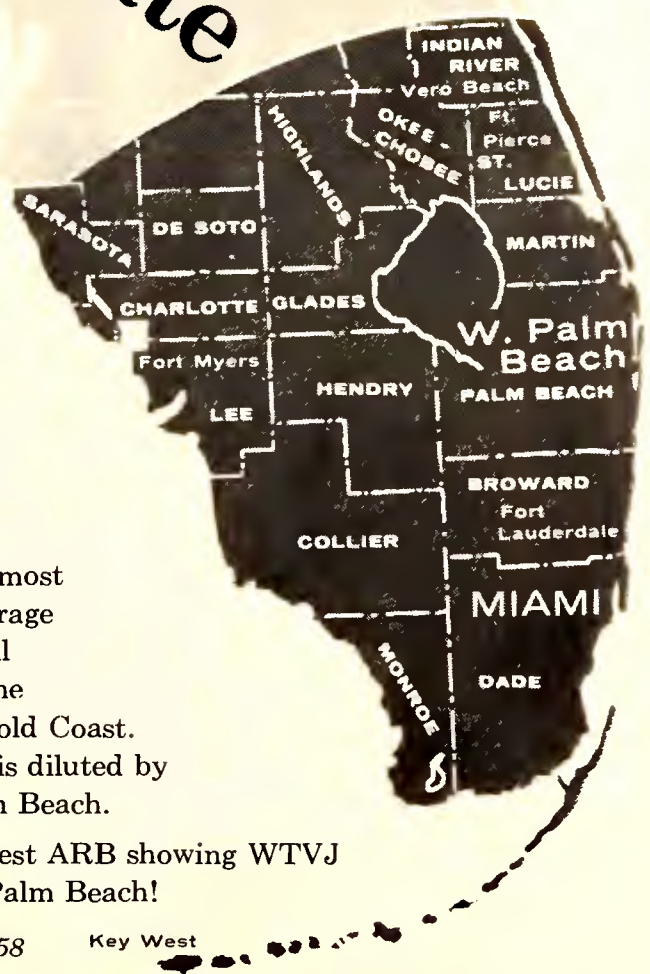 te
INDIAN
RIVER
Vero Beach
OKEE-
CHOBEE
HIGHLANDS
Ft.
Pierce
ST.
LUCIE
SARASOTA
DE SOTO
MARTIN
CHARLOTTE
GLADES
W. Palm
Beach
Fort Myers
HENDRY
PALM BEACH
LEE
BROWARD
Fort
Lauderdale
COLLIER
MIAMI
MONROE
DADE
most
rage
l
ne
old Coast.
is diluted by
n Beach.
est ARB showing WTVJ
Palm Beach!
58
Key West